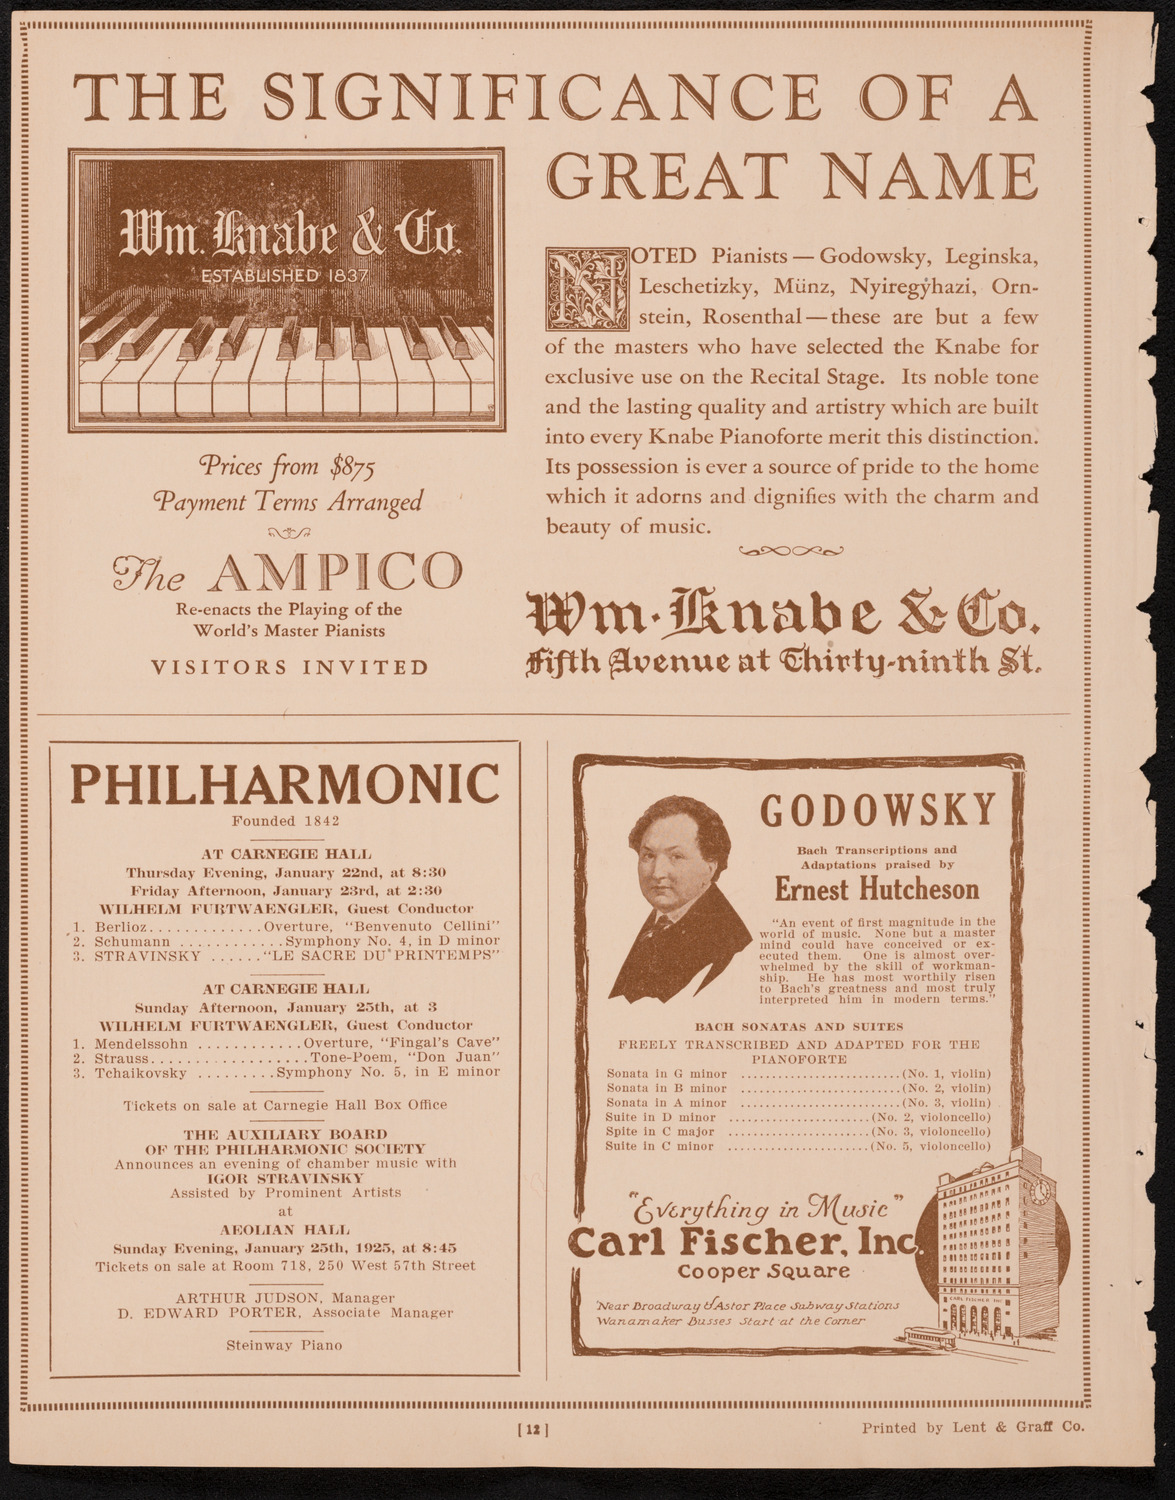 THE SIGNIFICANCE OF A
GREAT NAME
Wm. Knabe & Co.
ESTABLISHED 1837
NOTED Pianists — Godowsky, Leginska,
Leschetizky, Münz, Nyiregyházi, Orn-
stein, Rosenthal — these are but a few
of the masters who have selected the Knabe for
exclusive use on the Recital Stage. Its noble tone
and the lasting quality and artistry which are built
into every Knabe Pianoforte merit this distinction.
Its possession is ever a source of pride to the home
which it adorns and dignifies with the charm and
beauty of music.
Prices from $875
Payment Terms Arranged
The AMPICO
Re-enacts the Playing of the
World's Master Pianists
VISITORS INVITED
Wm. Knabe & Co.
Fifth Avenue at Thirty-ninth St.
PHILHARMONIC
Founded 1842
AT CARNEGIE HALL
Thursday Evening, January 22nd, at 8:30
Friday Afternoon, January 23rd, at 2:30
WILHELM FURTWAENGLER, Guest Conductor
1. Berlioz.............Overture, "Benvenuto Cellini"
2. Schumann ............Symphony No. 4, in D minor
3. STRAVINSKY ......"LE SACRE DU PRINTEMPS"
AT CARNEGIE HALL
Sunday Afternoon, January 25th, at 3
WILHELM FURTWAENGLER, Guest Conductor
1. Mendelssohn ............Overture, "Fingal's Cave"
2. Strauss..................Tone-Poem, "Don Juan"
3. Tchaikovsky .........Symphony No. 5, in E minor
Tickets on sale at Carnegie Hall Box Office
THE AUXILIARY BOARD
OF THE PHILHARMONIC SOCIETY
Announces an evening of chamber music with
IGOR STRAVINSKY
Assisted by Prominent Artists
at
AEOLIAN HALL
Sunday Evening, January 25th, 1925, at 8:45
Tickets on sale at Room 718, 250 West 57th Street
ARTHUR JUDSON, Manager
D. EDWARD PORTER, Associate Manager
Steinway Piano
GODOWSKY
Bach Transcriptions and
Adaptations praised by
Ernest Hutcheson
"An event of first magnitude in the
world of music. None but a master
mind could have conceived or ex-
ecuted them. One is almost over-
whelmed by the skill of workman-
ship. He has most worthily risen
to Bach's greatness and most truly
interpreted him in modern terms."
BACH SONATAS AND SUITES
FREELY TRANSCRIBED AND ADAPTED FOR THE
PIANOFORTE
Sonata in G minor ........................(No. 1, violin)
Sonata in B minor ........................(No. 2, violin)
Sonata in A minor ........................(No. 3, violin)
Suite in D minor .....................(No. 2, violoncello)
Spite in C major .....................(No. 3, violoncello)
Suite in C minor .....................(No. 5, violoncello)
"Everything in Music"
Carl Fischer, Inc.
Cooper Square
Near Broadway & Astor Place Subway Stations
Wanamaker Busses Start at the Corner
CARL FISCHER INC
[ 12 ]
Printed by Lent & Graff Co.